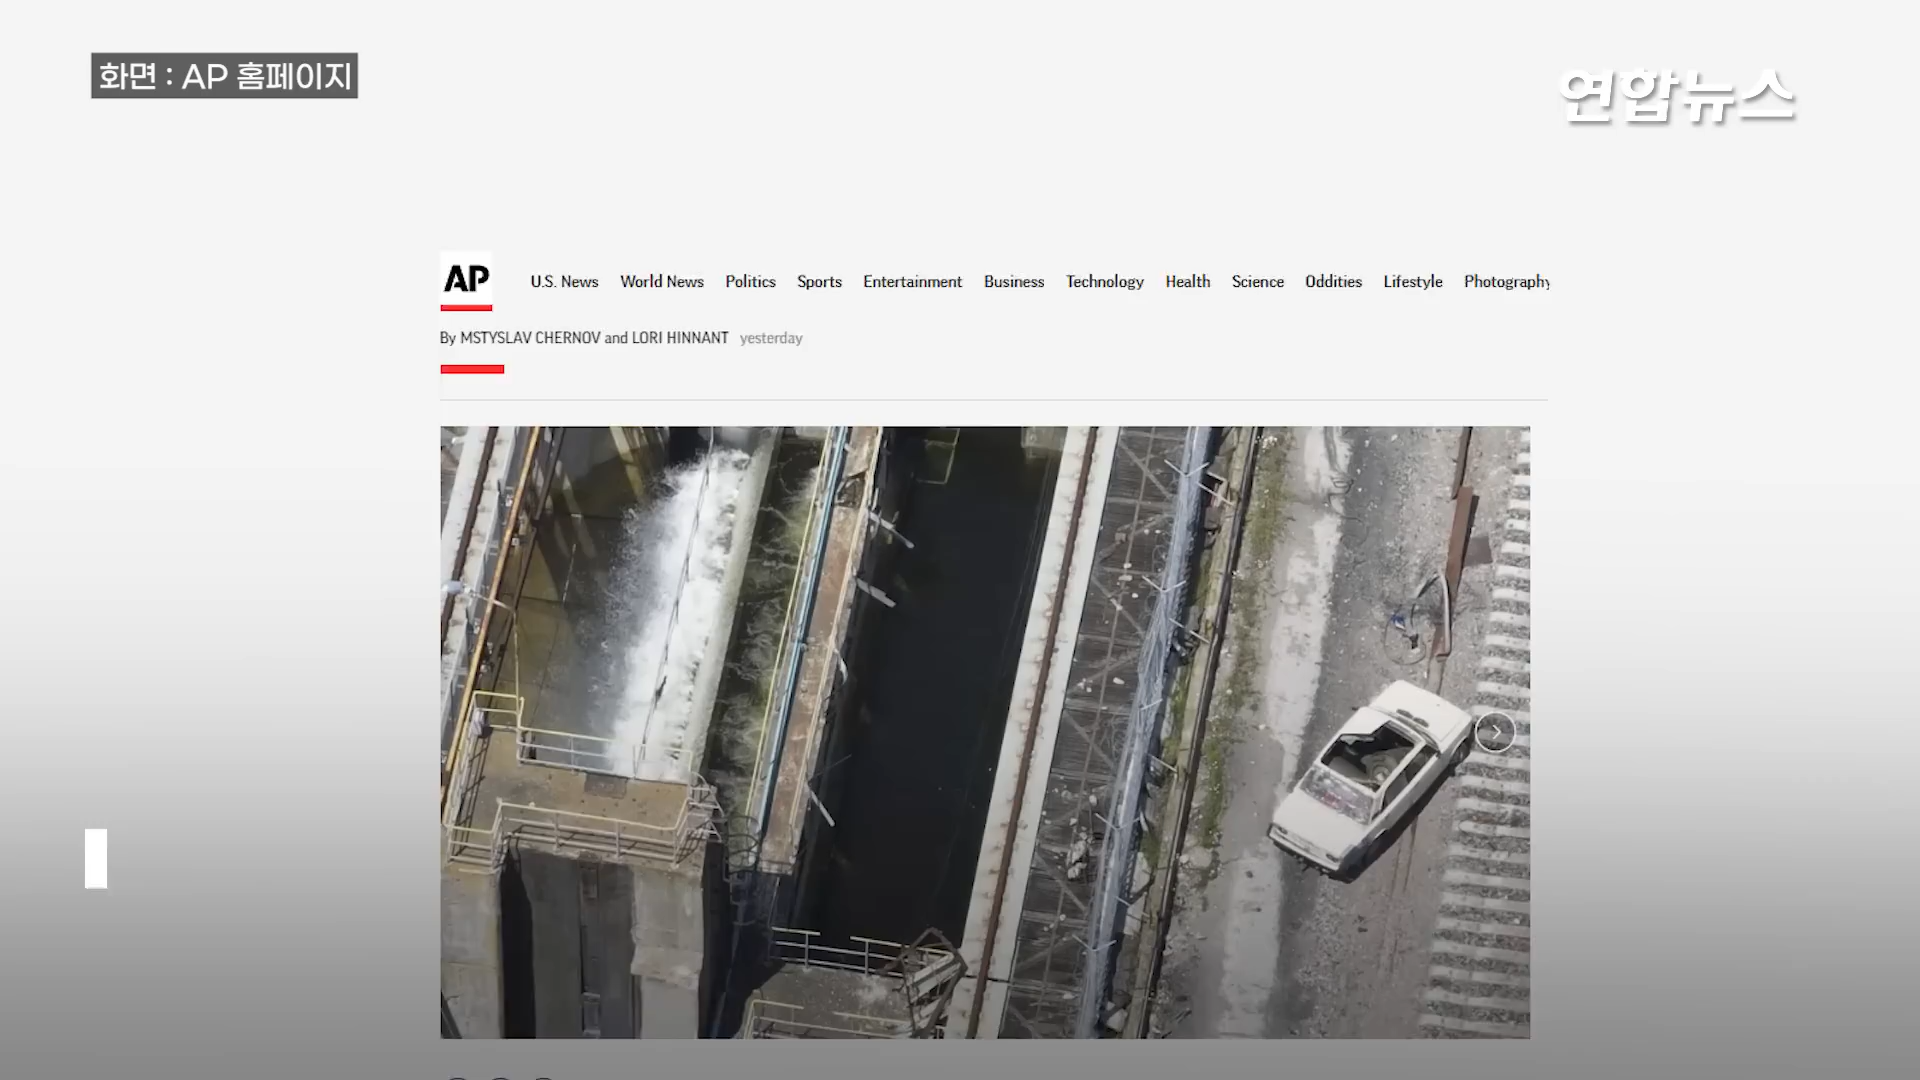 화면 : AP 홈페이지
연합뉴스
AP U.S. News World News Politics Sports Entertainment Business Technology Health Science Oddities Lifestyle Photography
By MSTYSLAV CHERNOV and LORI HINNANT yesterday